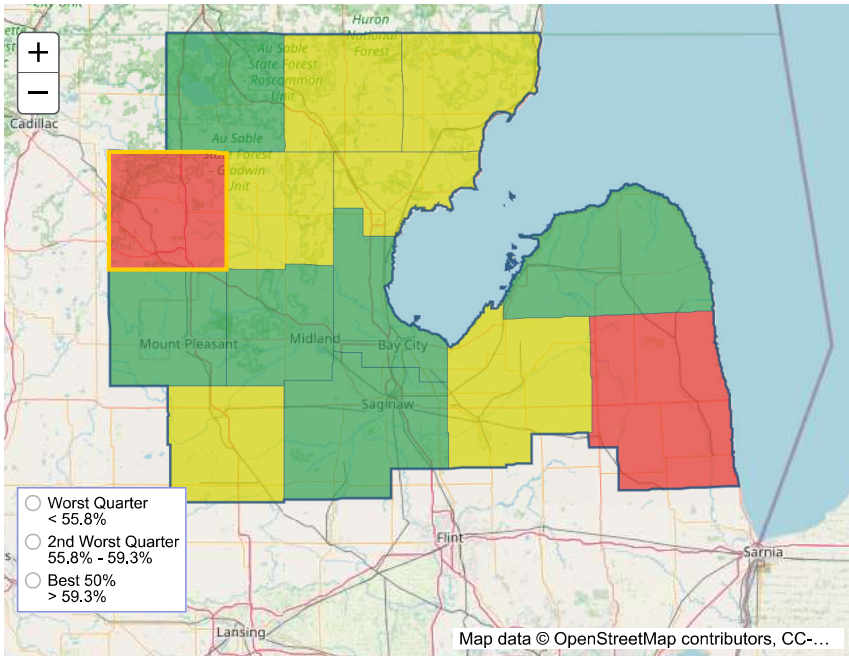 Huron
National
Forest
+
−
Au Sable
State Forest
- Roscommon
Unit
Cadillac
Au Sable
State Forest
- Gladwin
Unit
Mount Pleasant
Midland
Bay City
Saginaw
Worst Quarter
< 55.8%
2nd Worst Quarter
55.8% - 59.3%
Best 50%
> 59.3%
Flint
Sarnia
Lansing
Map data © OpenStreetMap contributors, CC-...